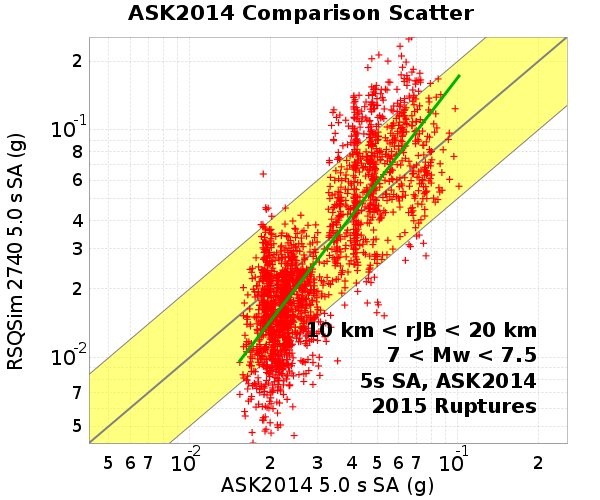 ASK2014 Comparison Scatter
RSQSim 2740 5.0 s SA (g)
2
10^-1
8
6
4
3
2
10^-2
7
5
10 km < rJB < 20 km
7 < Mw < 7.5
5s SA, ASK2014
2015 Ruptures
5 6 7 10^-2 2 3 4 5 6 7 10^-1 2
ASK2014 5.0 s SA (g)